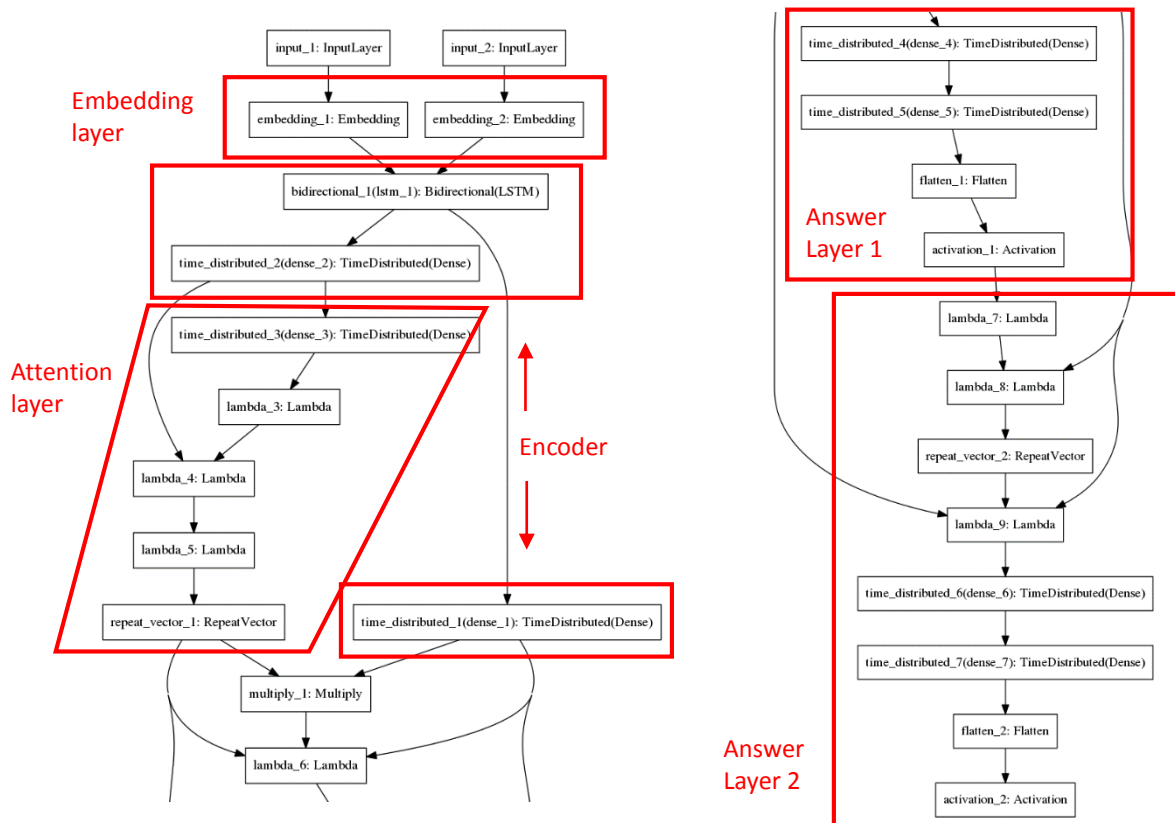 input_1: InputLayer
input_2: InputLayer
Embedding
layer
embedding_1: Embedding
embedding_2: Embedding
bidirectional_1(lstm_1): Bidirectional(LSTM)
time_distributed_2(dense_2): TimeDistributed(Dense)
time_distributed_3(dense_3): TimeDistributed(Dense)
Attention
layer
lambda_3: Lambda
Encoder
lambda_4: Lambda
lambda_5: Lambda
repeat_vector_1: RepeatVector
time_distributed_1(dense_1): TimeDistributed(Dense)
multiply_1: Multiply
lambda_6: Lambda
time_distributed_4(dense_4): TimeDistributed(Dense)
time_distributed_5(dense_5): TimeDistributed(Dense)
flatten_1: Flatten
Answer
Layer 1
activation_1: Activation
lambda_7: Lambda
lambda_8: Lambda
repeat_vector_2: RepeatVector
lambda_9: Lambda
time_distributed_6(dense_6): TimeDistributed(Dense)
time_distributed_7(dense_7): TimeDistributed(Dense)
flatten_2: Flatten
Answer
Layer 2
activation_2: Activation